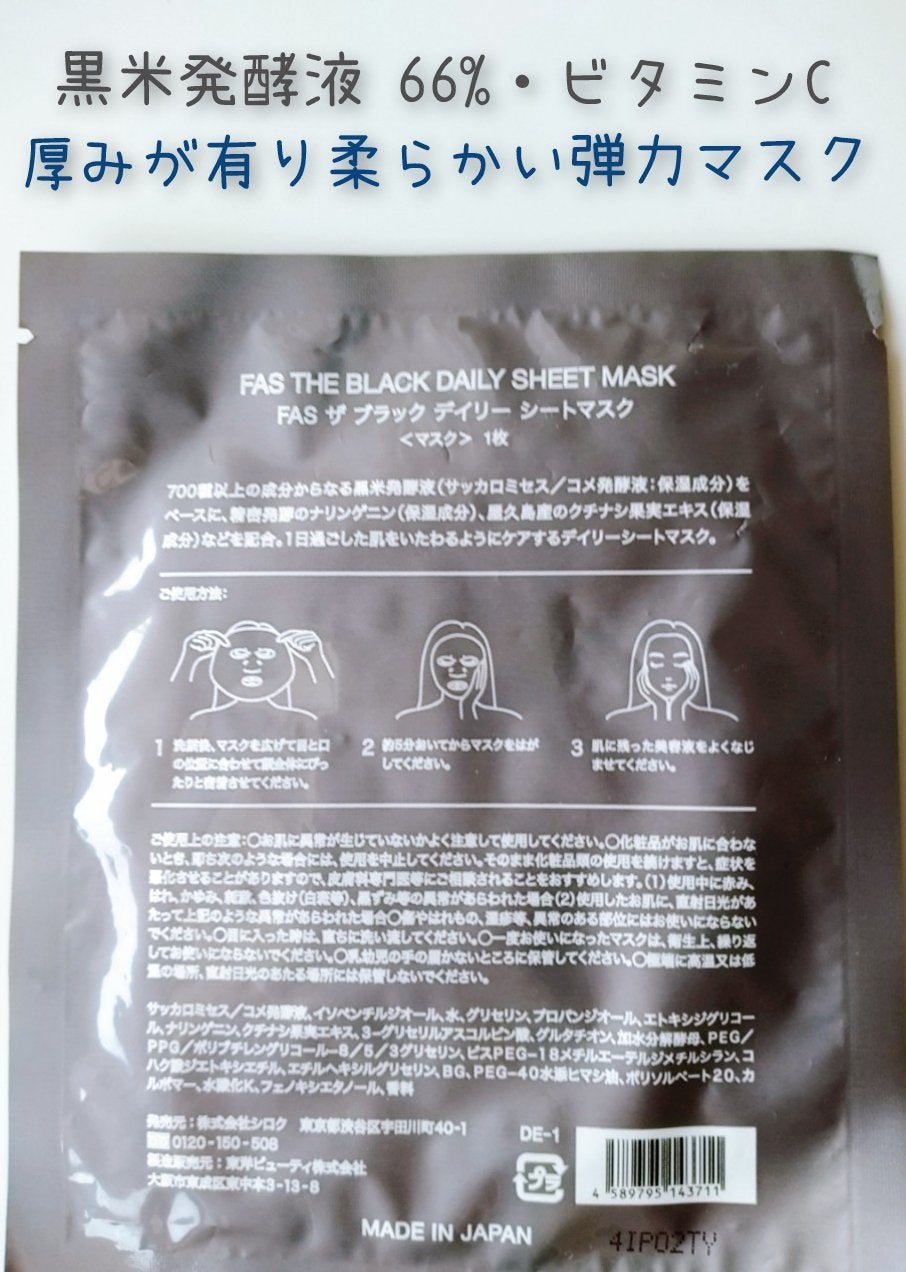 黒米発酵液 66%・ビタミンC
厚みが有り柔らかい弾力マスク
FAS THE BLACK DAILY SHEET MASK
FAS ザ ブラック デイリー シートマスク
＜マスク＞ 1枚
700種以上の成分からなる黒米発酵液（サッカロミセス／コメ発酵液：保湿成分）を
ベースに、精密発酵のナリンゲニン（保湿成分）、屋久島産のクチナシ果実エキス（保湿
成分）などを配合。1日過ごした肌をいたわるようにケアするデイリーシートマスク。
ご使用方法：
1 洗顔後、マスクを広げて目と口
の位置に合わせて顔全体にぴっ
たりと密着させてください。
2 約5分おいてからマスクをはが
してください。
3 肌に残った美容液をよくなじ
ませてください。
ご使用上の注意：〇お肌に異常が生じていないかよく注意して使用してください。〇化粧品がお肌に合わな
いとき、即ち次のような場合には、使用を中止してください。そのまま化粧品類の使用を続けますと、症状を
悪化させることがありますので、皮膚科専門医等にご相談されることをおすすめします。（1）使用中に赤み、
はれ、かゆみ、刺激、色抜け（白斑等）、黒ずみ等の異常があらわれた場合（2）使用したお肌に、直射日光があ
たって上記のような異常があらわれた場合〇傷やはれもの、湿疹等、異常のある部位にはお使いにならない
でください。〇目に入った時は、直ちに洗い流してください。〇一度お使いになったマスクは、衛生上、繰り返
してお使いにならないでください。〇乳幼児の手の届かないところに保管してください。〇極端に高温又は低
温の場所、直射日光のあたる場所には保管しないでください。
サッカロミセス／コメ発酵液、イソペンチルジオール、水、グリセリン、プロパンジオール、エトキシジグリコー
ル、ナリンゲニン、クチナシ果実エキス、3-グリセリルアスコルビン酸、グルタチオン、加水分解酵母、PEG／
PPG／ポリブチレングリコール-8／5／3グリセリン、ビスPEG-18メチルエーテルジメチルシラン、コ
ハク酸ジエトキシエチル、エチルヘキシルグリセリン、BG、PEG-40水添ヒマシ油、ポリソルベート20、カ
ルボマー、水酸化K、フェノキシエタノール、香料
発売元：株式会社シロク 東京都渋谷区宇田川町40-1
0120-150-508
製造販売元：東洋ビューティ株式会社
大阪市東成区東中本3-13-8
DE-1
プラ
4 589795 143711
MADE IN JAPAN
4IP02TY